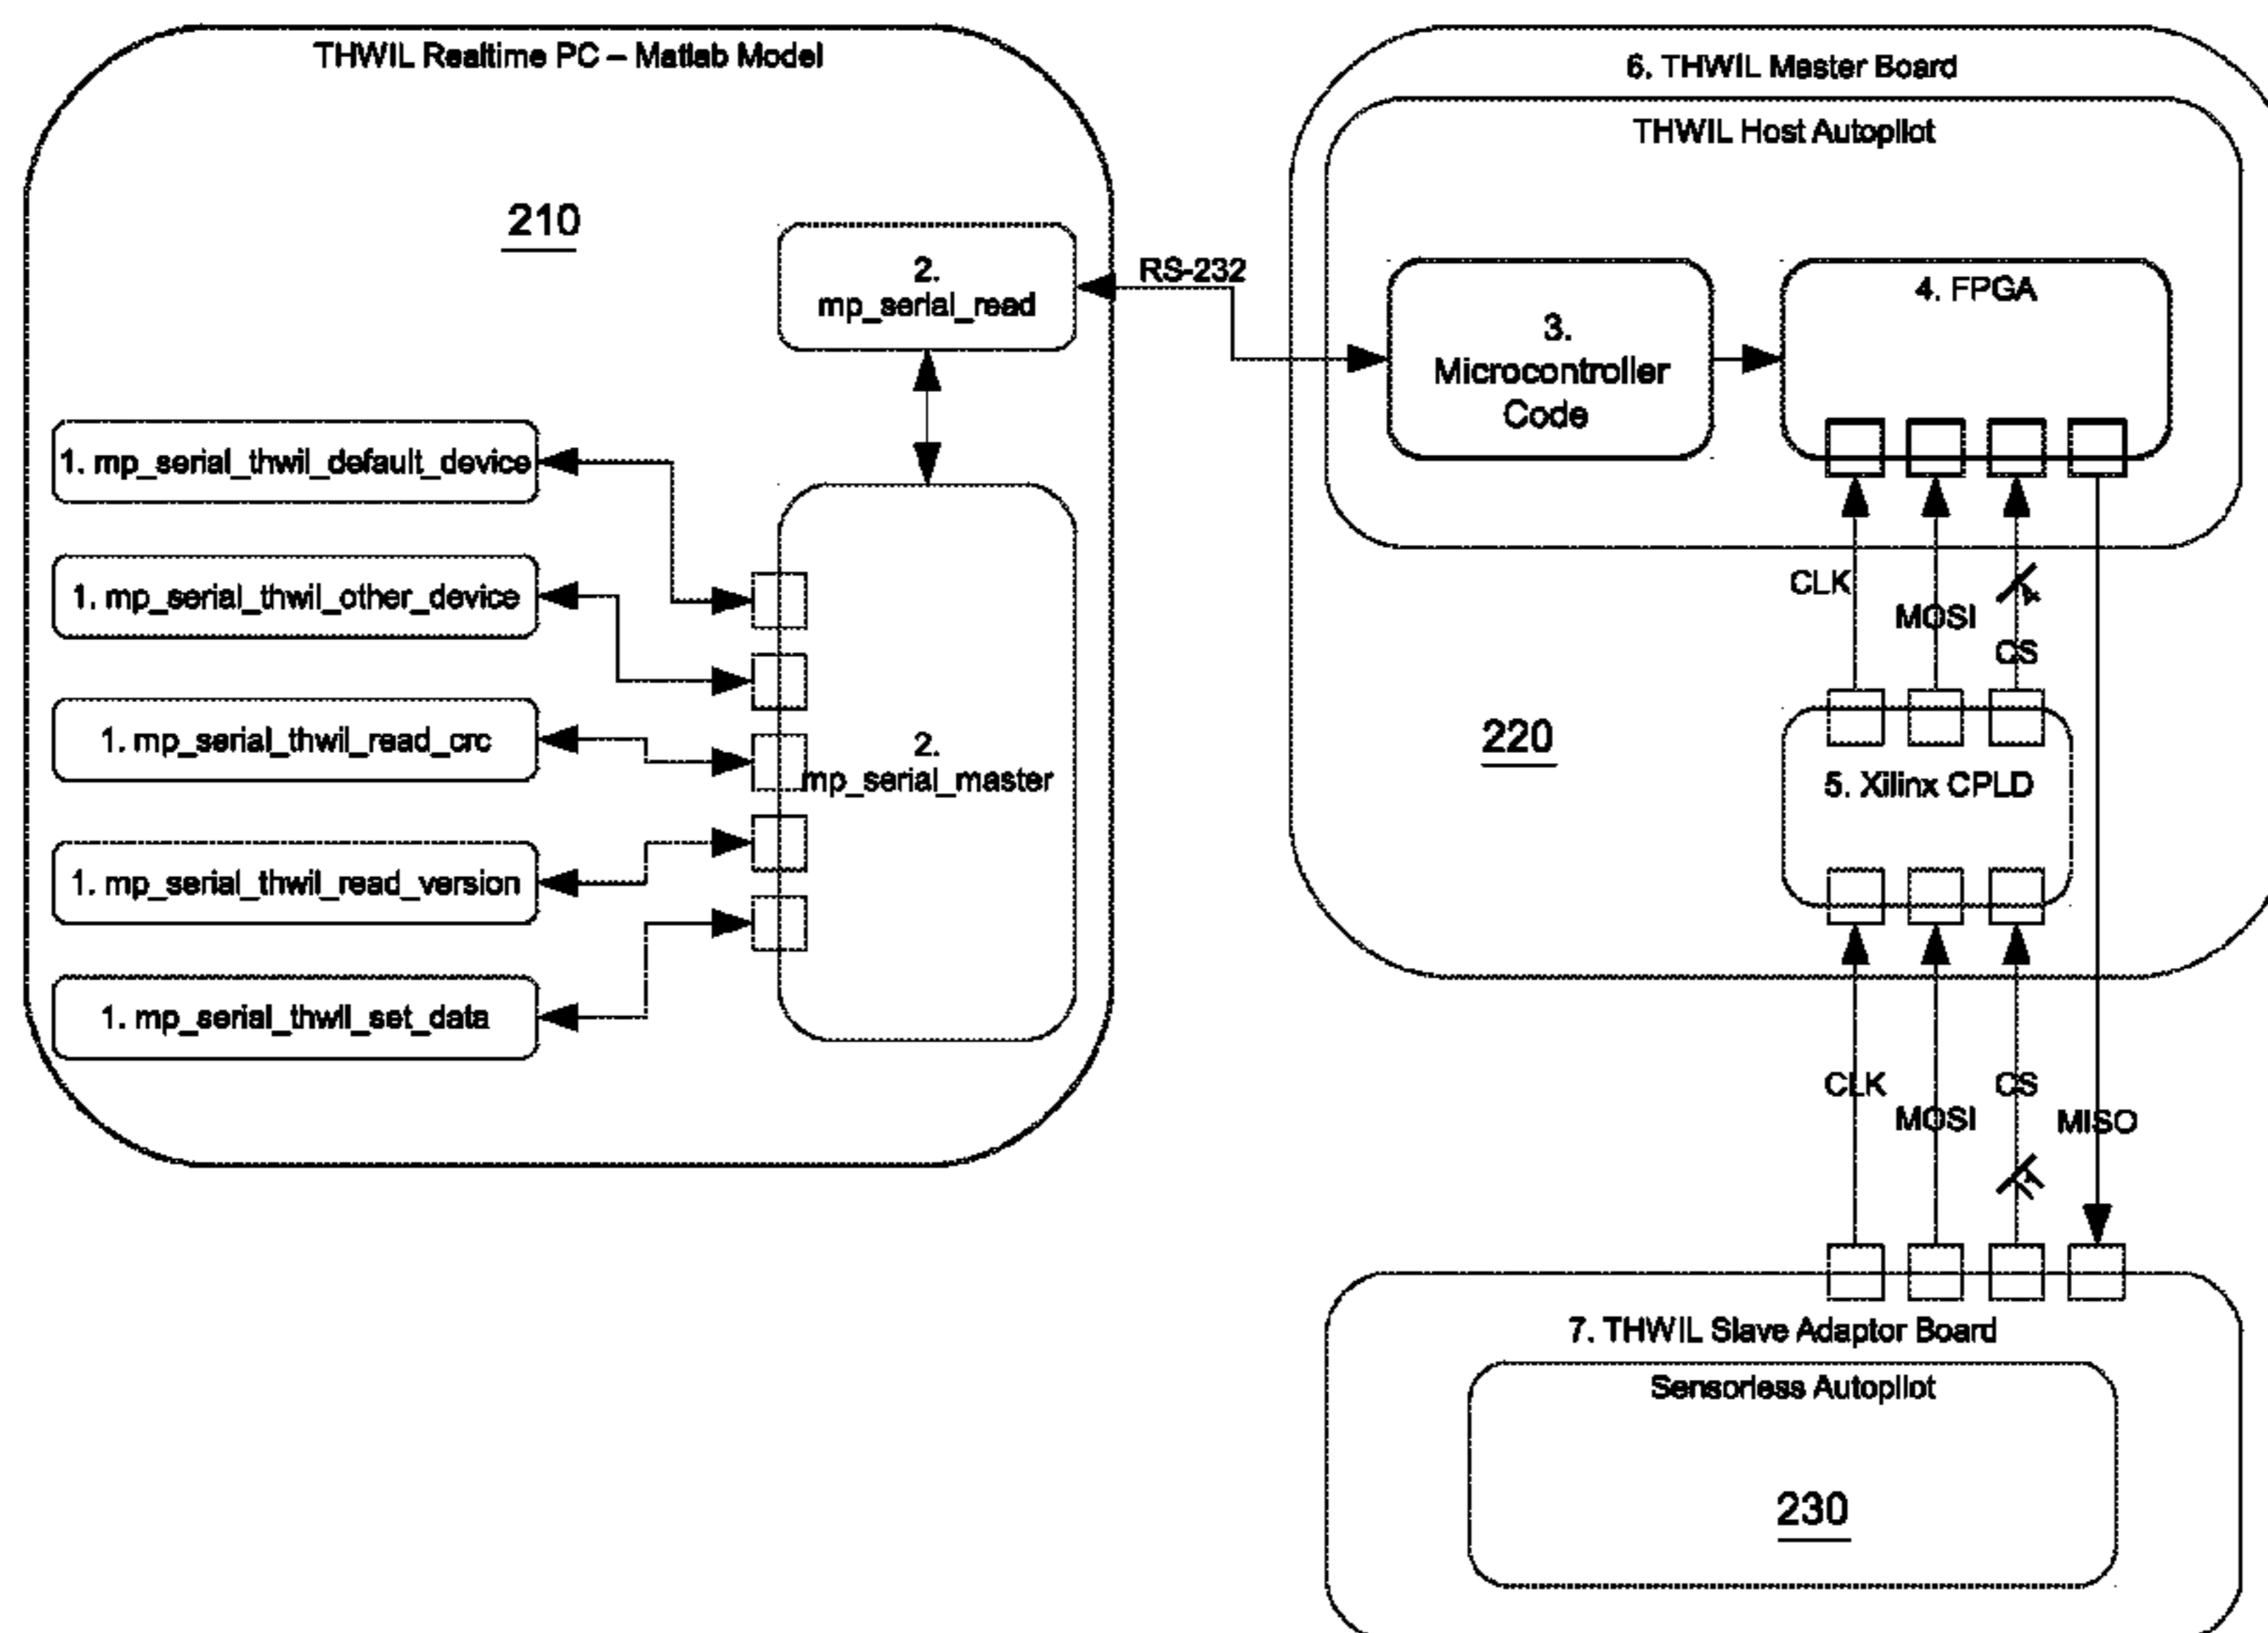 THWIL Realtime PC – Matlab Model
210
2.
mp_serial_read
1. mp_serial_thwil_default_device
1. mp_serial_thwil_other_device
1. mp_serial_thwil_read_crc
1. mp_serial_thwil_read_version
1. mp_serial_thwil_set_data
2.
mp_serial_master
RS-232
6. THWIL Master Board
THWIL Host Autopilot
3.
Microcontroller
Code
4. FPGA
CLK
MOSI
CS
220
5. Xilinx CPLD
CLK
MOSI
CS
MISO
7. THWIL Slave Adaptor Board
Sensorless Autopilot
230